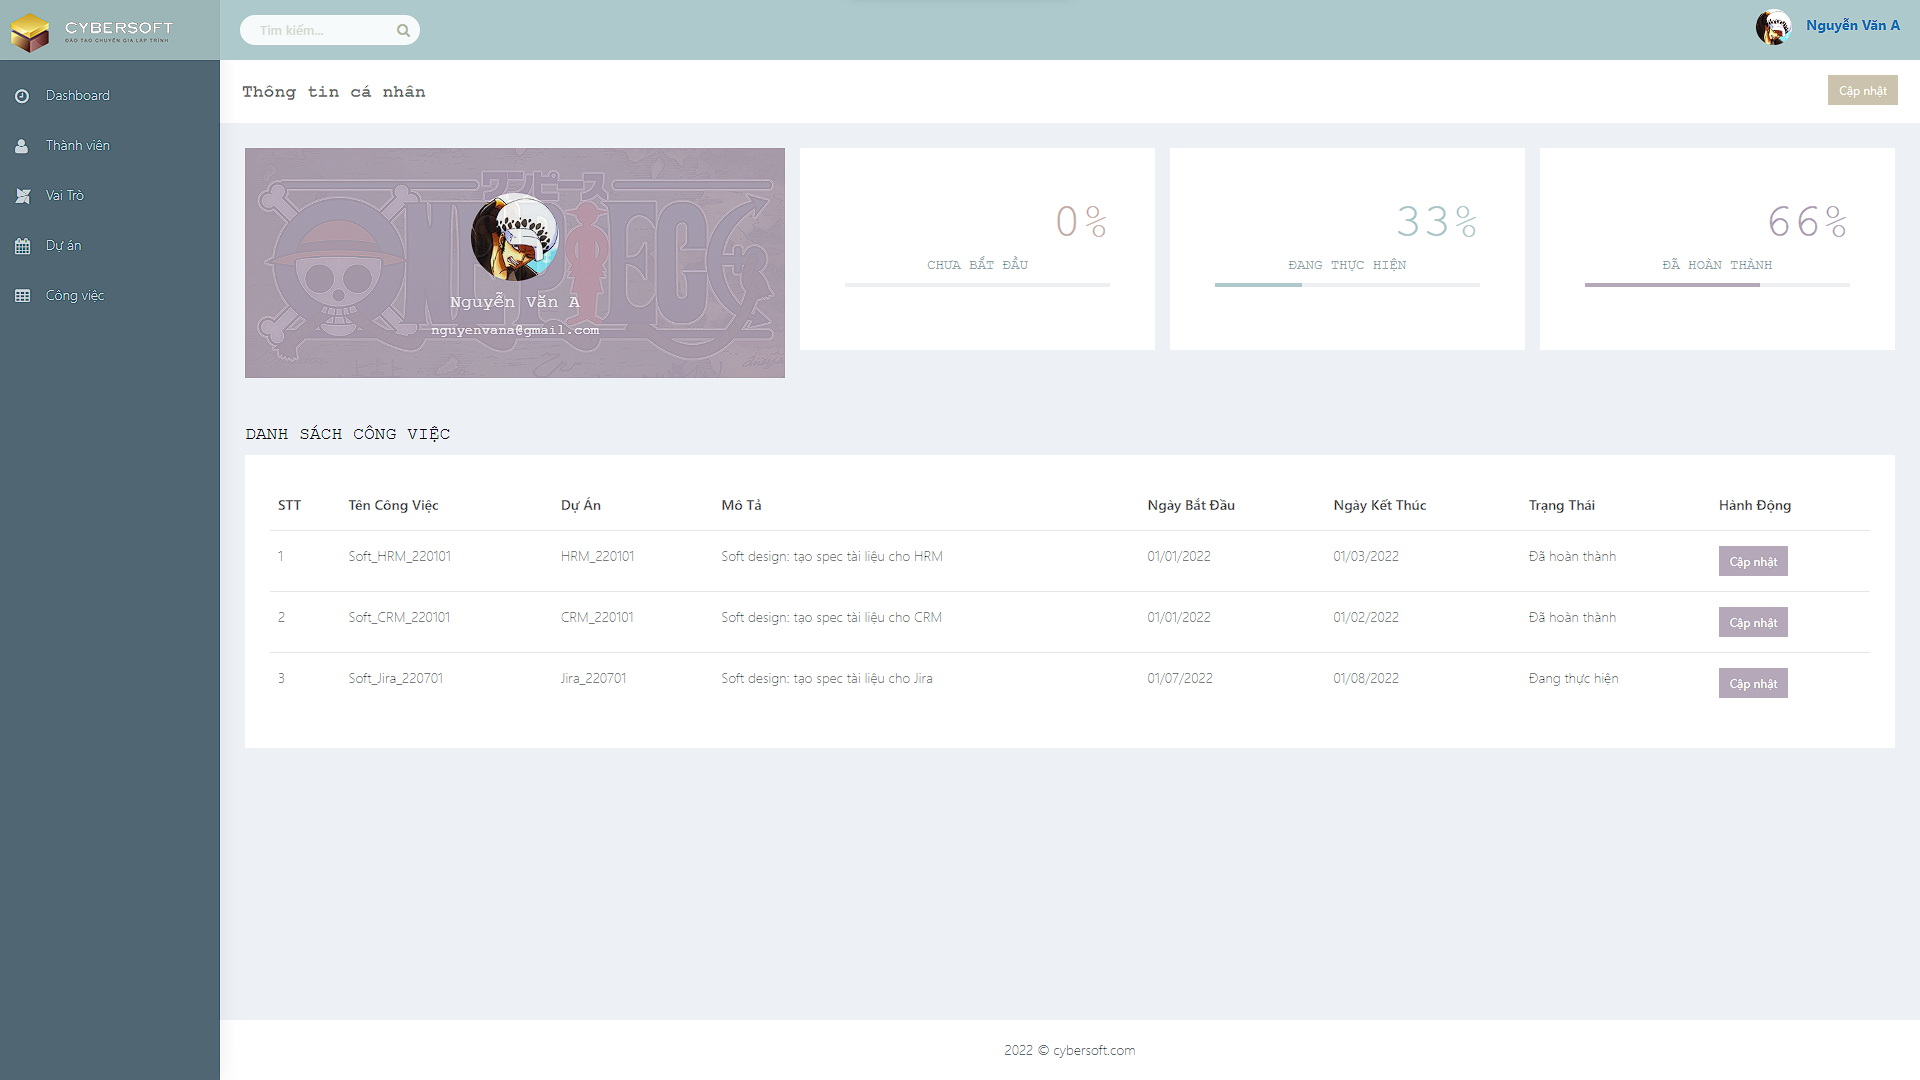 CYBERSOFT
ĐÀO TẠO CHUYÊN GIA LẬP TRÌNH
Tìm kiếm...
Nguyễn Văn A
Dashboard
Thành viên
Vai Trò
Dự án
Công việc
Thông tin cá nhân
Cập nhật
ワンピース
ONE PIECE
Nguyễn Văn A
nguyenvana@gmail.com
0%
CHƯA BẮT ĐẦU
33%
ĐANG THỰC HIỆN
66%
ĐÃ HOÀN THÀNH
DANH SÁCH CÔNG VIỆC
STT Tên Công Việc Dự Án Mô Tả Ngày Bắt Đầu Ngày Kết Thúc Trạng Thái Hành Động
1 Soft_HRM_220101 HRM_220101 Soft design: tạo spec tài liệu cho HRM 01/01/2022 01/03/2022 Đã hoàn thành Cập nhật
2 Soft_CRM_220101 CRM_220101 Soft design: tạo spec tài liệu cho CRM 01/01/2022 01/02/2022 Đã hoàn thành Cập nhật
3 Soft_Jira_220701 Jira_220701 Soft design: tạo spec tài liệu cho Jira 01/07/2022 01/08/2022 Đang thực hiện Cập nhật
2022 © cybersoft.com